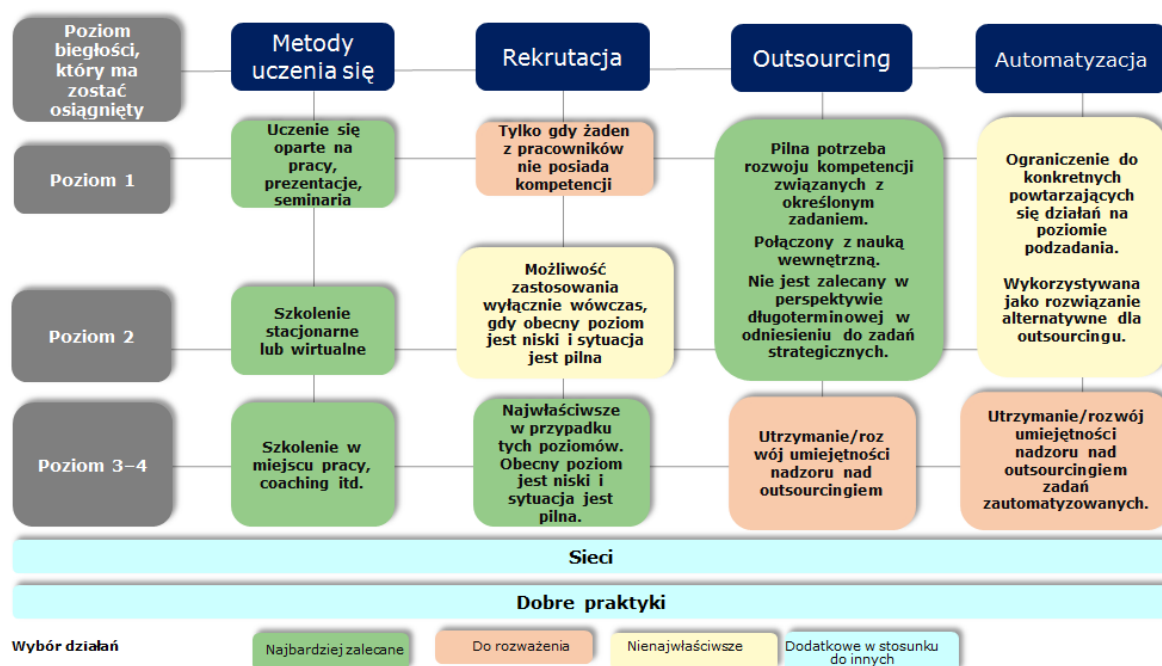 Poziom
biegłości,
który ma
zostać
osiągnięty
Metody
uczenia się
Rekrutacja
Outsourcing
Automatyzacja
Poziom 1
Uczenie się
oparte na
pracy,
prezentacje,
seminaria
Tylko gdy żaden
z pracowników
nie posiada
kompetencji
Pilna potrzeba
rozwoju kompetencji
związanych z
określonym
zadaniem.
Połączony z nauką
wewnętrzną.
Nie jest zalecany w
perspektywie
długoterminowej w
odniesieniu do zadań
strategicznych.
Ograniczenie do
konkretnych
powtarzających
się działań na
poziomie
podzadania.
Wykorzystywana
jako rozwiązanie
alternatywne dla
outsourcingu.
Poziom 2
Szkolenie
stacjonarne
lub wirtualne
Możliwość
zastosowania
wyłącznie wówczas,
gdy obecny poziom
jest niski i sytuacja
jest pilna
Poziom 3–4
Szkolenie w
miejscu pracy,
coaching itd.
Najwłaściwsze
w przypadku
tych poziomów.
Obecny poziom
jest niski i
sytuacja jest
pilna.
Utrzymanie/roz
wój umiejętności
nadzoru nad
outsourcingiem
Utrzymanie/rozwój
umiejętności
nadzoru nad
outsourcingiem
zadań
zautomatyzowanych.
Sieci
Dobre praktyki
Wybór działań
Najbardziej zalecane
Do rozważenia
Nienajwłaściwsze
Dodatkowe w stosunku
do innych